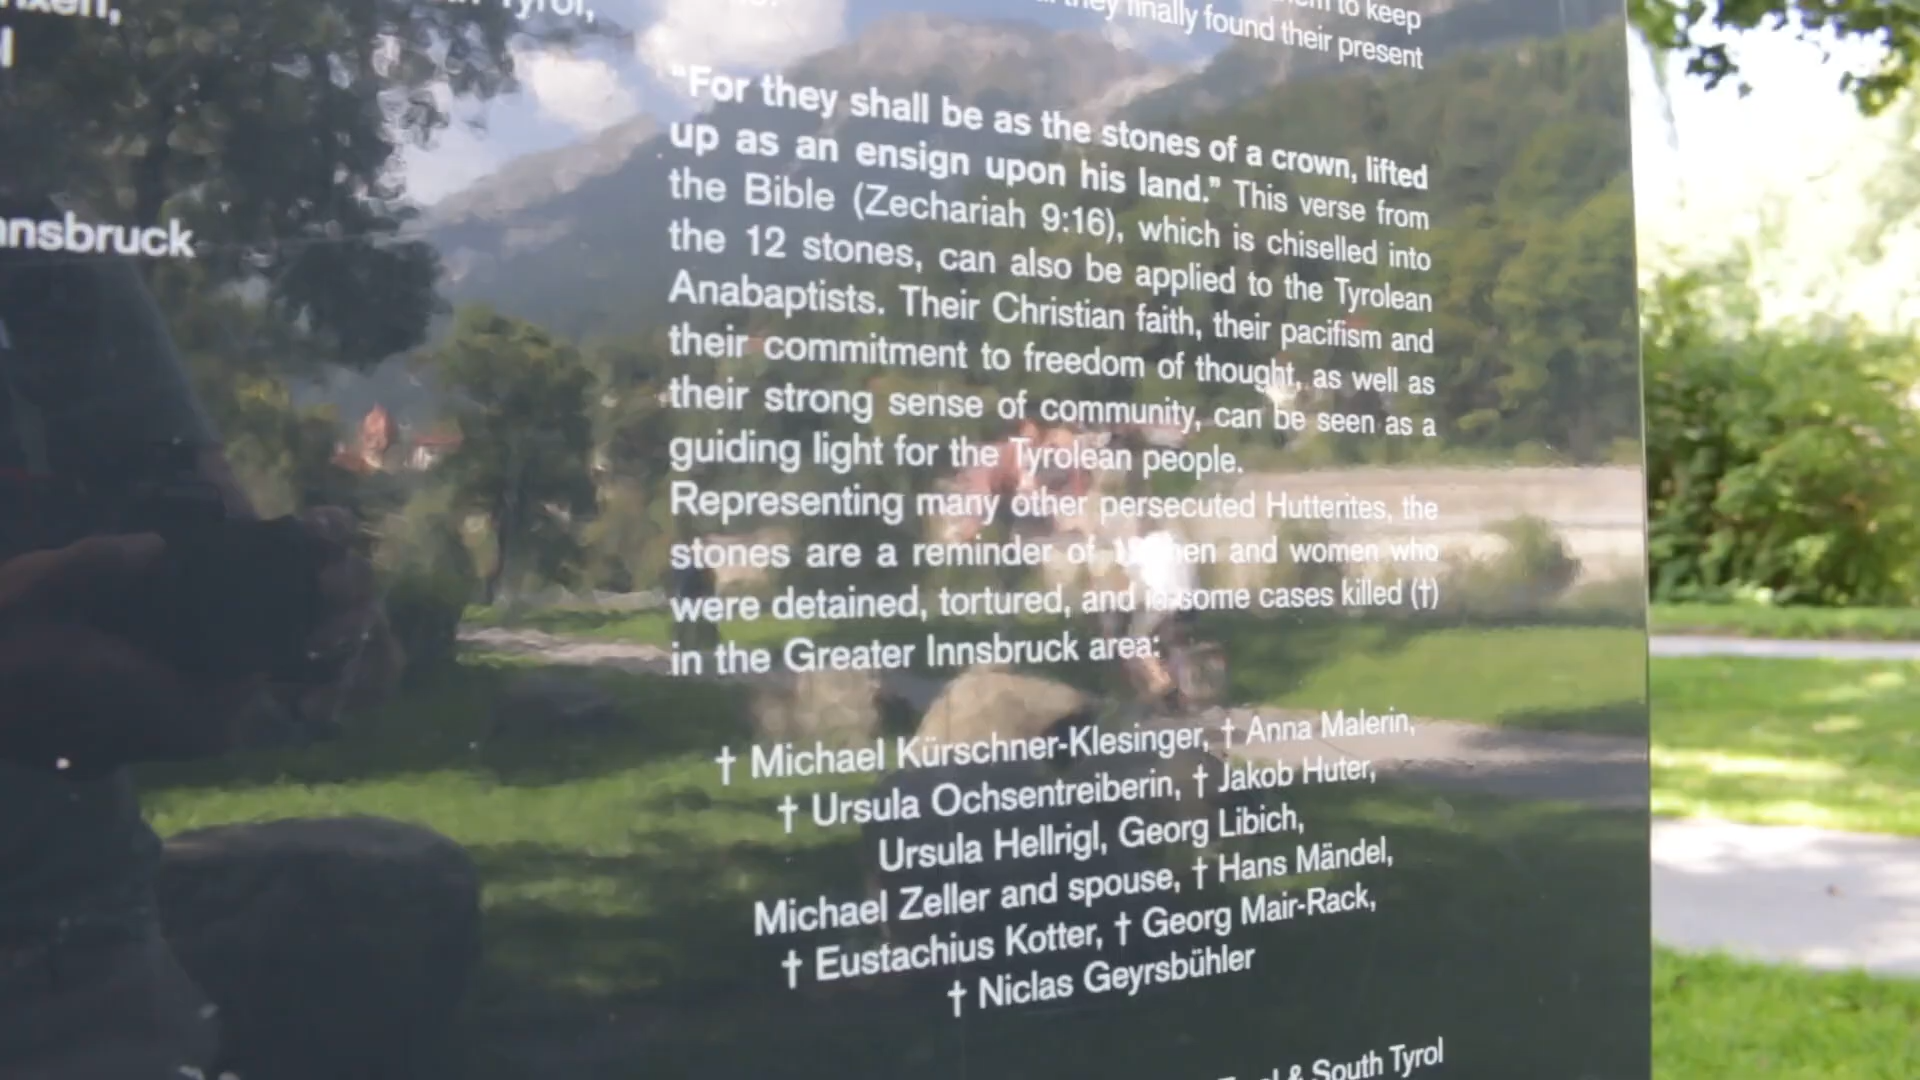 Tyrol,
nnsbruck
to keep
they finally found their present
"For they shall be as the stones of a crown, lifted
up as an ensign upon his land." This verse from
the Bible (Zechariah 9:16), which is chiselled into
the 12 stones, can also be applied to the Tyrolean
Anabaptists. Their Christian faith, their pacifism and
their commitment to freedom of thought, as well as
their strong sense of community, can be seen as a
guiding light for the Tyrolean people.
Representing many other persecuted Hutterites, the
stones are a reminder of and women who
were detained, tortured, and in some cases killed (†)
in the Greater Innsbruck area:
† Michael Kürschner-Klesinger, † Anna Malerin,
† Ursula Ochsentreiberin, † Jakob Huter,
Ursula Hellrigl, Georg Libich,
Michael Zeller and spouse, † Hans Mändel,
† Eustachius Kotter, † Georg Mair-Rack,
† Niclas Geyrsbühler
& South Tyrol